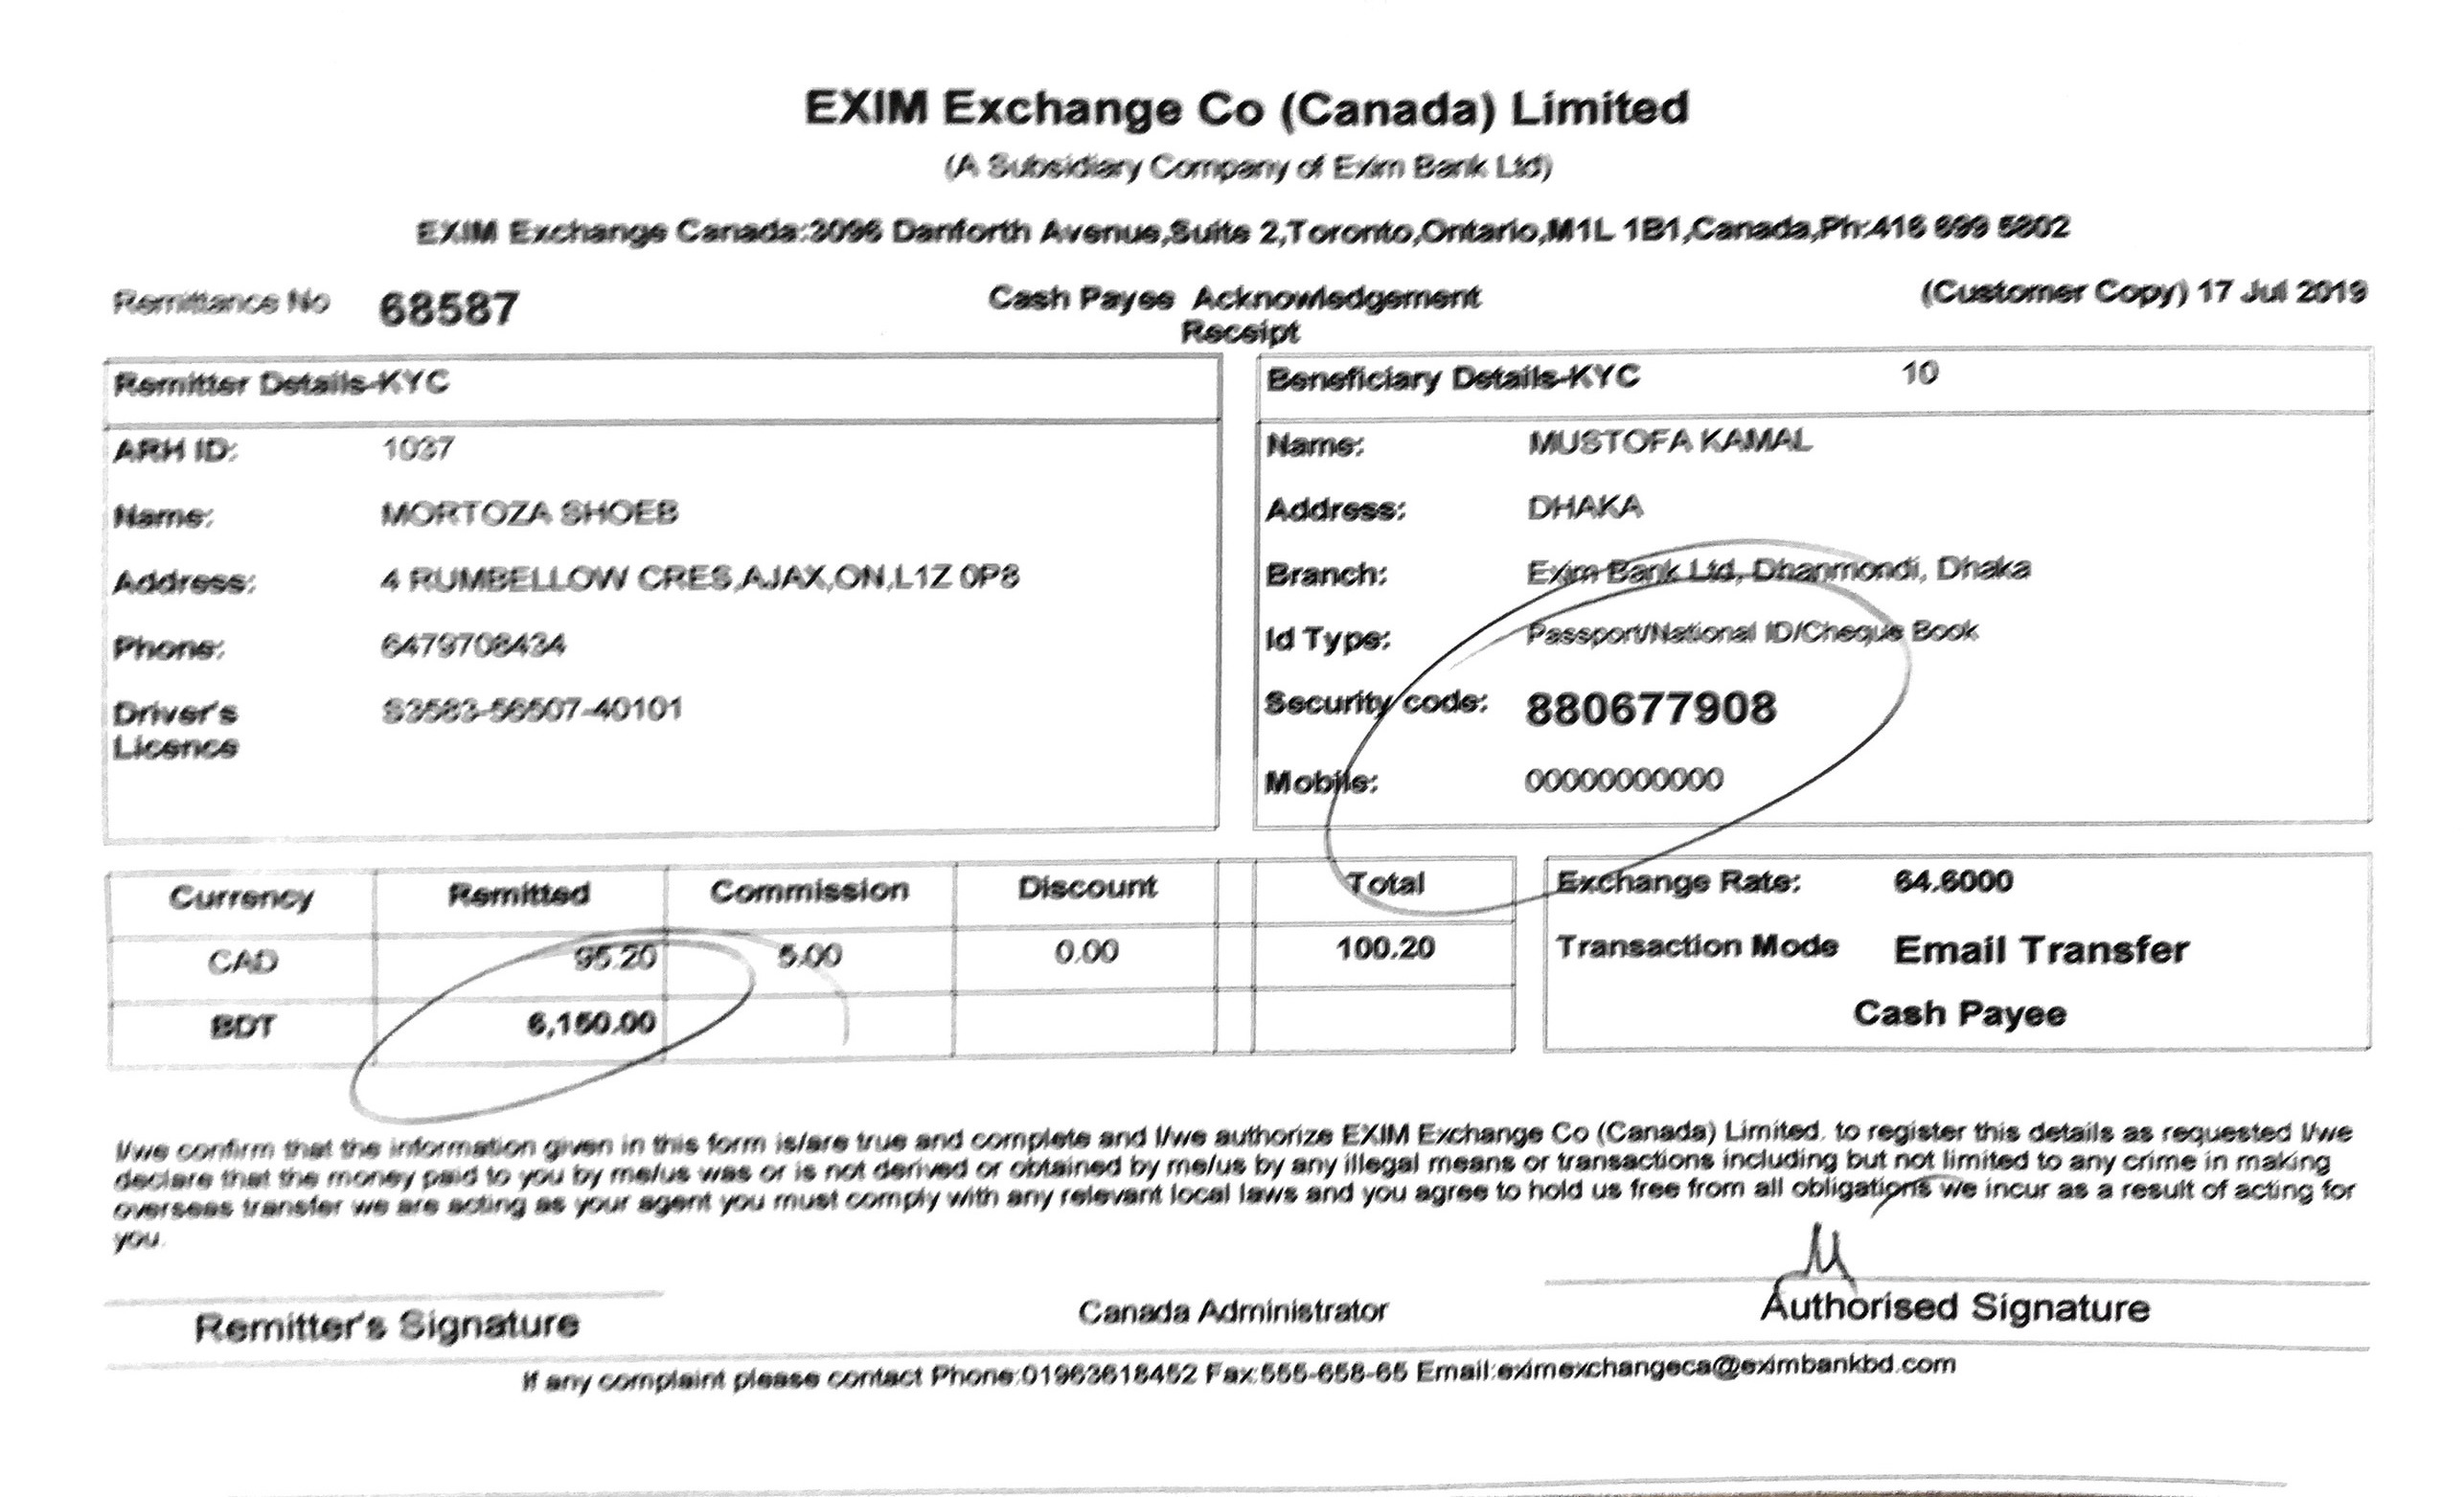 EXIM Exchange Co (Canada) Limited
(A Subsidiary Company of Exim Bank Ltd)
EXIM Exchange Canada:3096 Danforth Avenue,Suite 2,Toronto,Ontario,M1L 1B1,Canada,Ph:416 699 5802
Remittance No 68587 Cash Payee Acknowledgement (Customer Copy) 17 Jul 2019
Receipt
Remitter Details-KYC
ARH ID: 1037
Name: MORTOZA SHOEB
Address: 4 RUMBELLOW CRES,AJAX,ON,L1Z 0P8
Phone: 6479708434
Driver's S3583-56507-40101
Licence
Beneficiary Details-KYC 10
Name: MUSTOFA KAMAL
Address: DHAKA
Branch: Exim Bank Ltd, Dhanmondi, Dhaka
Id Type: Passport/National ID/Cheque Book
Security code: 880677908
Mobile: 00000000000
Currency Remitted Commission Discount Total
CAD 95.20 5.00 0.00 100.20
BDT 6,150.00
Exchange Rate: 64.6000
Transaction Mode Email Transfer
Cash Payee
I/we confirm that the information given in this form is/are true and complete and I/we authorize EXIM Exchange Co (Canada) Limited. to register this details as requested I/we
declare that the money paid to you by me/us was or is not derived or obtained by me/us by any illegal means or transactions including but not limited to any crime in making
overseas transfer we are acting as your agent you must comply with any relevant local laws and you agree to hold us free from all obligations we incur as a result of acting for
you.
Remitter's Signature Canada Administrator Authorised Signature
If any complaint please contact Phone:01963618452 Fax:555-658-65 Email:eximexchangeca@eximbankbd.com